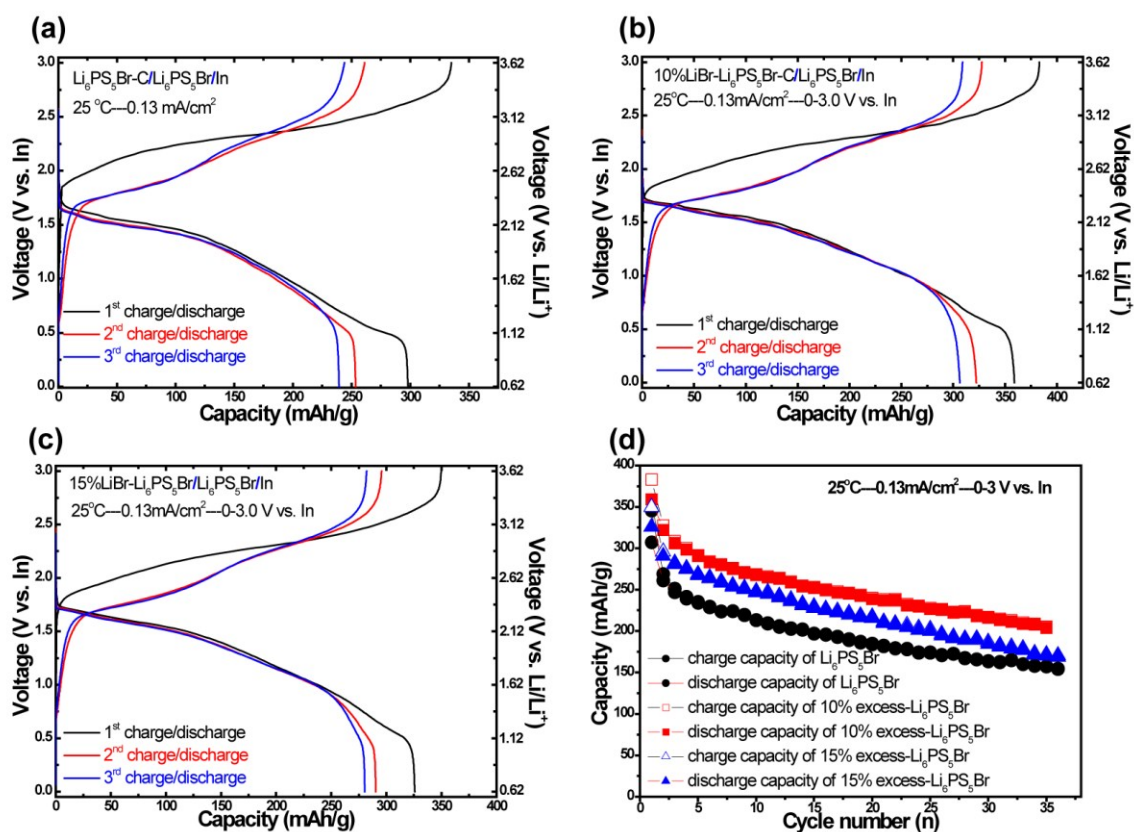 (a)
Li₆PS₅Br-C/Li₆PS₅Br/In
25 °C---0.13 mA/cm²
1ˢᵗ charge/discharge
2ⁿᵈ charge/discharge
3ʳᵈ charge/discharge
Voltage (V vs. In)
3.0
2.5
2.0
1.5
1.0
0.5
0.0
Voltage (V vs. Li/Li⁺)
3.62
3.12
2.62
2.12
1.62
1.12
0.62
0 50 100 150 200 250 300 350
Capacity (mAh/g)
(b)
10%LiBr-Li₆PS₅Br-C/Li₆PS₅Br/In
25°C---0.13mA/cm²---0-3.0 V vs. In
1ˢᵗ charge/discharge
2ⁿᵈ charge/discharge
3ʳᵈ charge/discharge
Voltage (V vs. In)
3.0
2.5
2.0
1.5
1.0
0.5
0.0
Voltage (V vs. Li/Li⁺)
3.62
3.12
2.62
2.12
1.62
1.12
0.62
0 50 100 150 200 250 300 350 400
Capacity (mAh/g)
(c)
15%LiBr-Li₆PS₅Br/Li₆PS₅Br/In
25°C---0.13mA/cm²---0-3.0 V vs. In
1ˢᵗ charge/discharge
2ⁿᵈ charge/discharge
3ʳᵈ charge/discharge
Voltage (V vs. In)
3.0
2.5
2.0
1.5
1.0
0.5
0.0
Voltage (V vs. Li/Li⁺)
3.62
3.12
2.62
2.12
1.62
1.12
0.62
0 50 100 150 200 250 300 350 400
Capacity (mAh/g)
(d)
25°C---0.13mA/cm²---0-3 V vs. In
charge capacity of Li₆PS₅Br
discharge capacity of Li₆PS₅Br
charge capacity of 10% excess-Li₆PS₅Br
discharge capacity of 10% excess-Li₆PS₅Br
charge capacity of 15% excess-Li₆PS₅Br
discharge capacity of 15% excess-Li₆PS₅Br
Capacity (mAh/g)
400
350
300
250
200
150
100
50
0
0 5 10 15 20 25 30 35
Cycle number (n)